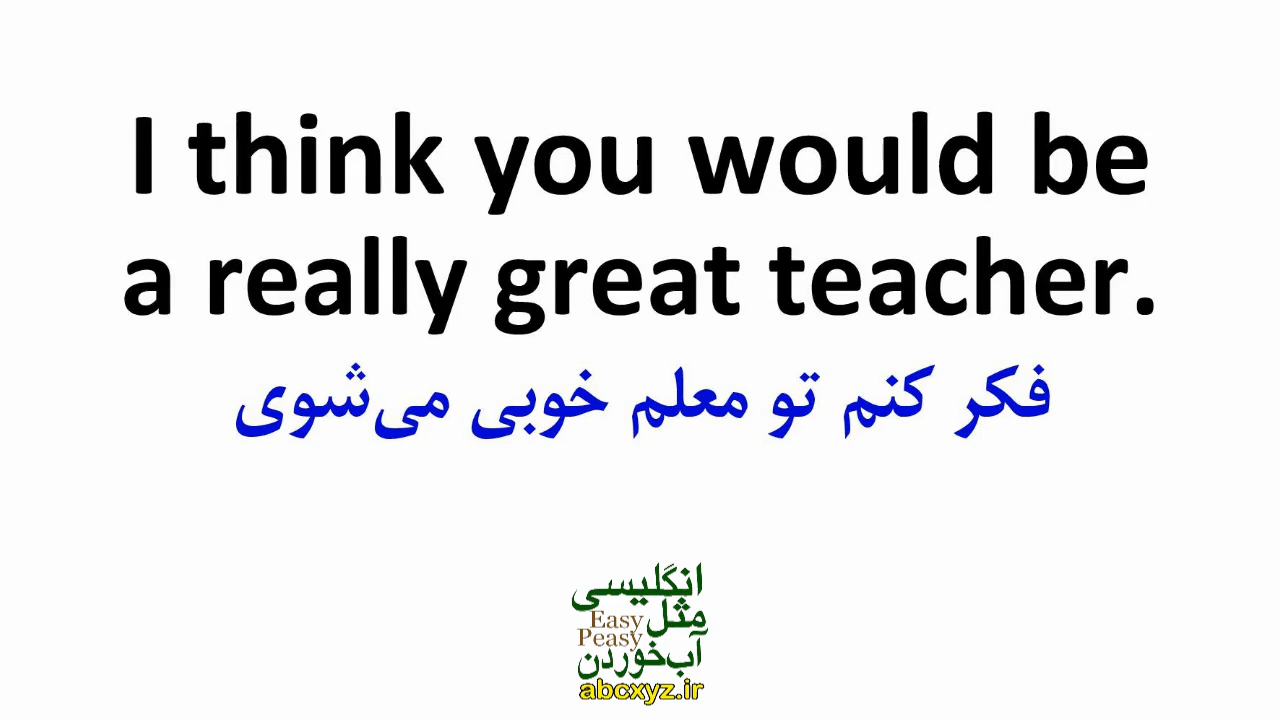 I think you would be
a really great teacher.
فکر کنم تو معلم خوبی می‌شوی
انگلیسی
مثل
Easy
Peasy
آب‌خوردن
abcxyz.ir